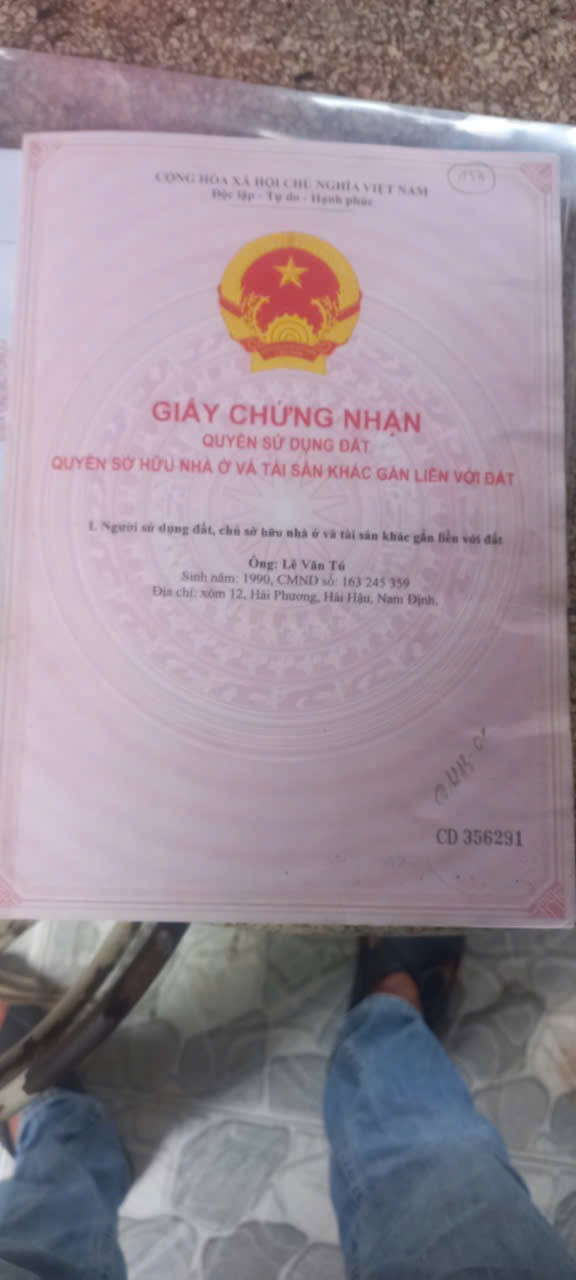 CỘNG HÒA XÃ HỘI CHỦ NGHĨA VIỆT NAM
Độc lập - Tự do - Hạnh phúc
GIẤY CHỨNG NHẬN
QUYỀN SỬ DỤNG ĐẤT
QUYỀN SỞ HỮU NHÀ Ở VÀ TÀI SẢN KHÁC GẮN LIỀN VỚI ĐẤT
I. Người sử dụng đất, chủ sở hữu nhà ở và tài sản khác gắn liền với đất
Ông: Lê Văn Tú
Sinh năm: 1990, CMND số: 163 245 359
Địa chỉ: xóm 12, Hải Phương, Hải Hậu, Nam Định.
CD 356291